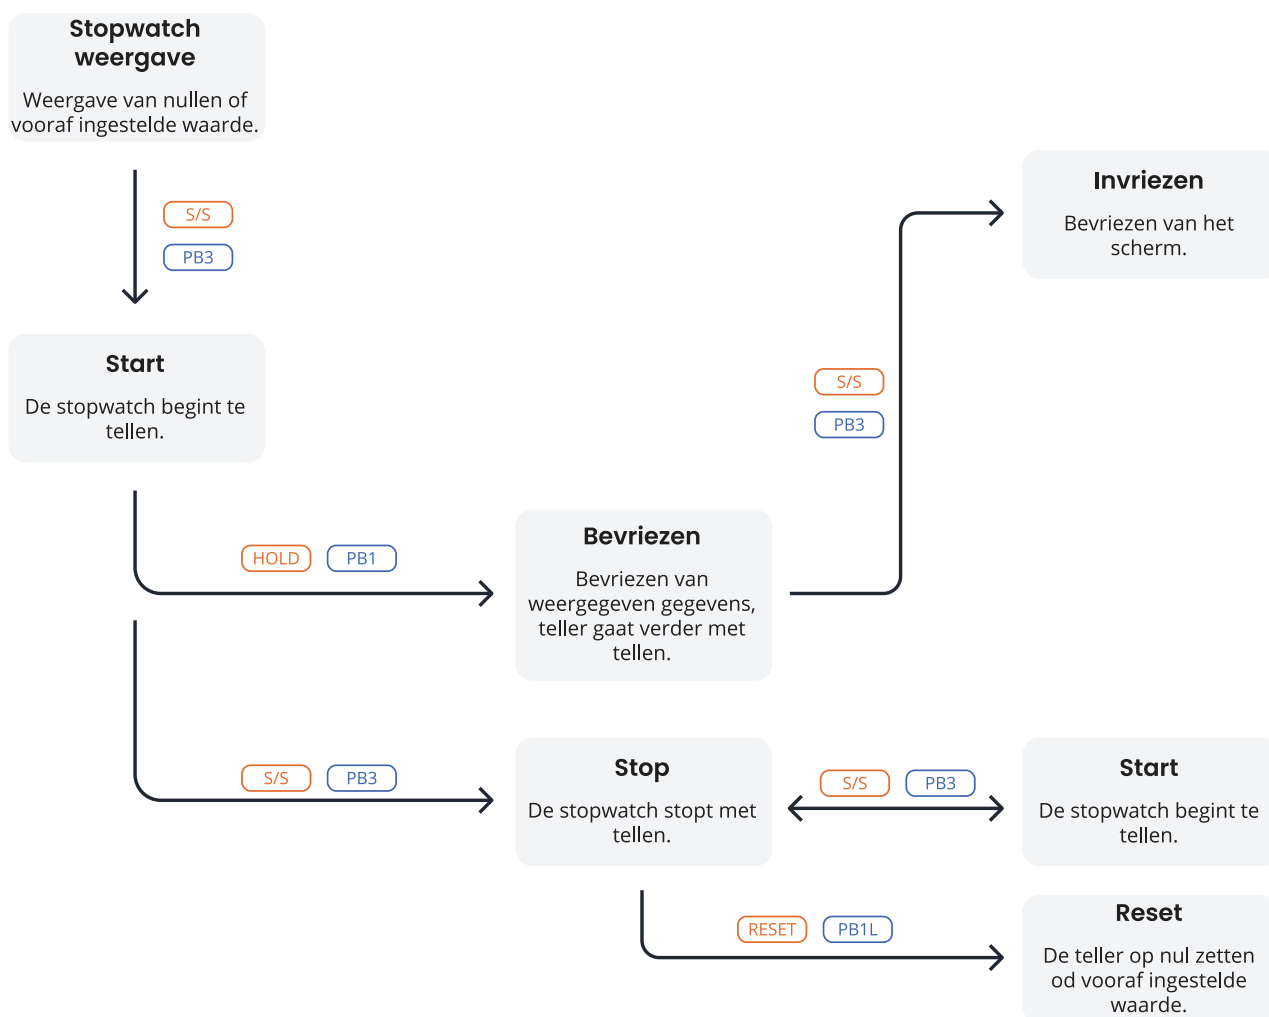 Stopwatch
weergave
Weergave van nullen of
vooraf ingestelde waarde.
S/S
PB3
Start
De stopwatch begint te
tellen.
HOLD PB1
Bevriezen
Bevriezen van
weergegeven gegevens,
teller gaat verder met
tellen.
S/S
PB3
Invriezen
Bevriezen van het
scherm.
S/S PB3
Stop
De stopwatch stopt met
tellen.
S/S PB3
Start
De stopwatch begint te
tellen.
RESET PB1L
Reset
De teller op nul zetten
od vooraf ingestelde
waarde.